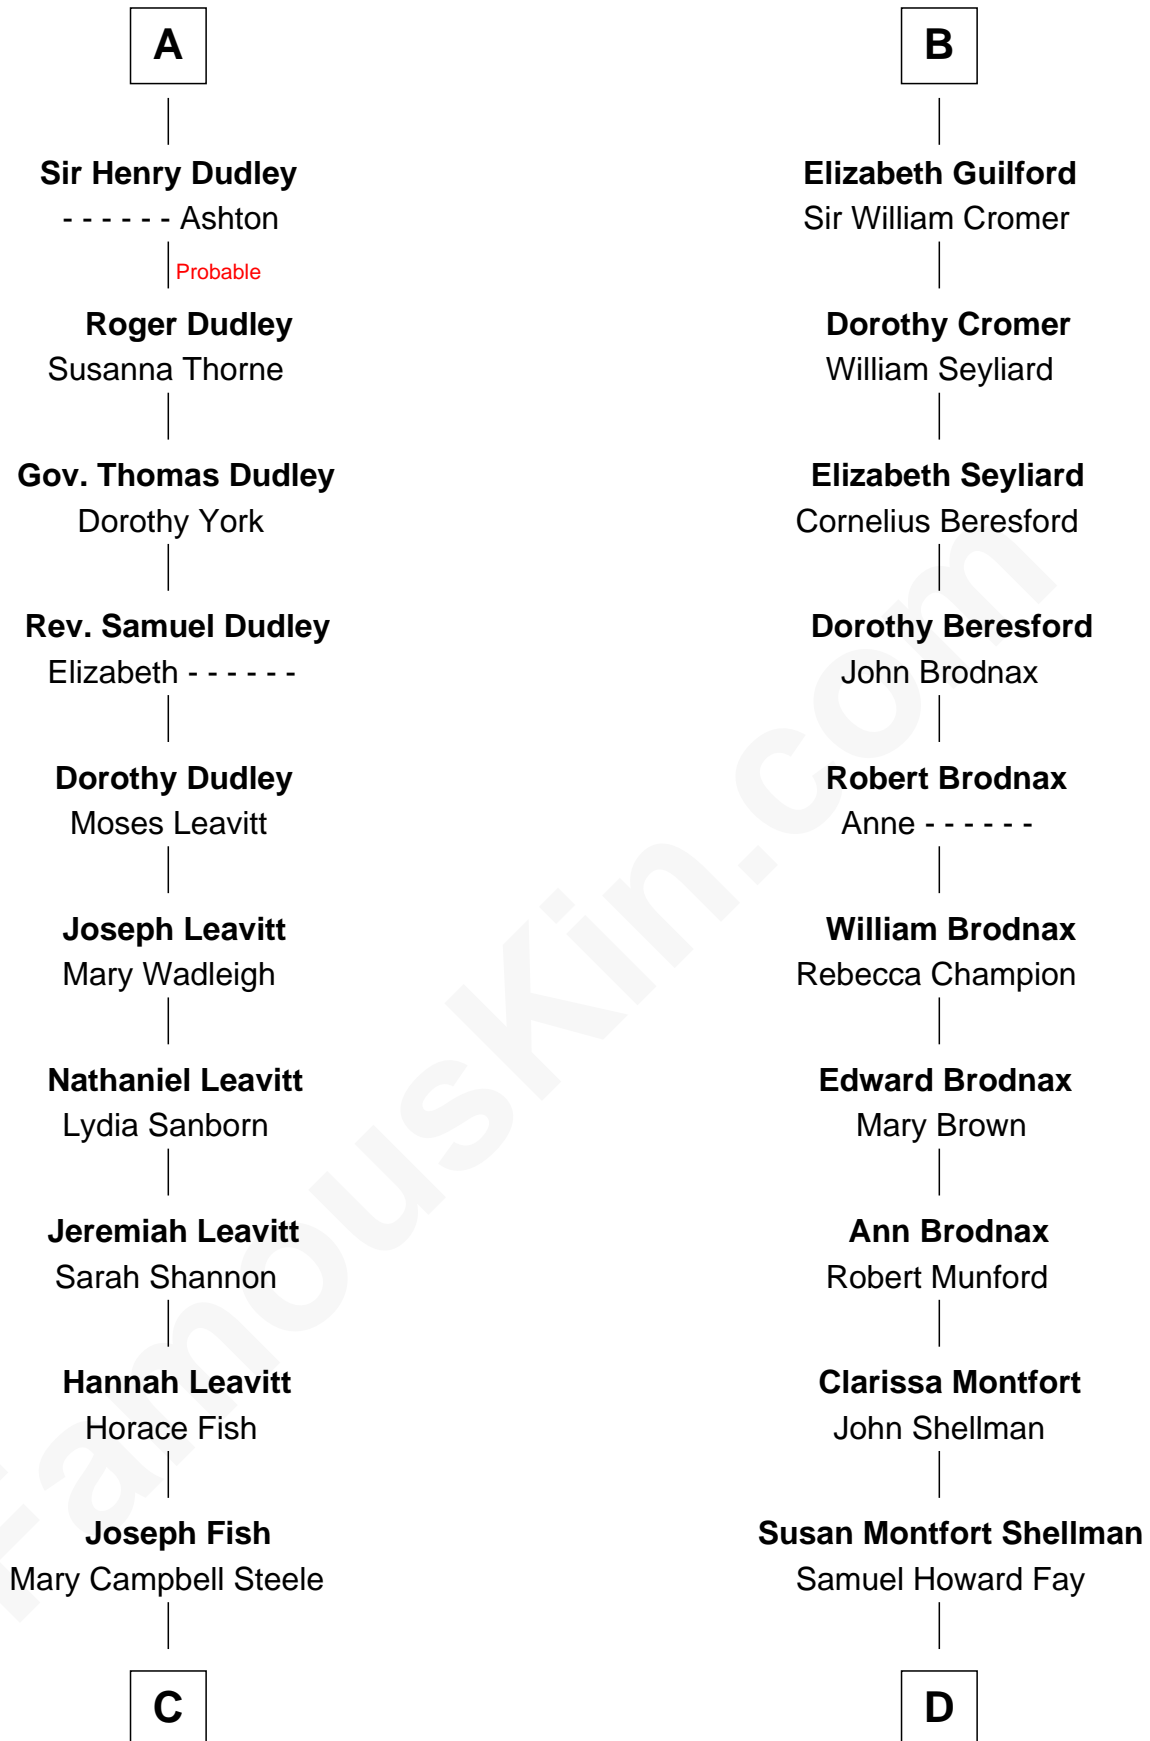 A
Sir Henry Dudley
- - - - - - Ashton
Probable
Roger Dudley
Susanna Thorne
Gov. Thomas Dudley
Dorothy York
Rev. Samuel Dudley
Elizabeth - - - - - -
Dorothy Dudley
Moses Leavitt
Joseph Leavitt
Mary Wadleigh
Nathaniel Leavitt
Lydia Sanborn
Jeremiah Leavitt
Sarah Shannon
Hannah Leavitt
Horace Fish
Joseph Fish
Mary Campbell Steele
C
B
Elizabeth Guilford
Sir William Cromer
Dorothy Cromer
William Seyliard
Elizabeth Seyliard
Cornelius Beresford
Dorothy Beresford
John Brodnax
Robert Brodnax
Anne - - - - - -
William Brodnax
Rebecca Champion
Edward Brodnax
Mary Brown
Ann Brodnax
Robert Munford
Clarissa Montfort
John Shellman
Susan Montfort Shellman
Samuel Howard Fay
D
FamousKin.com